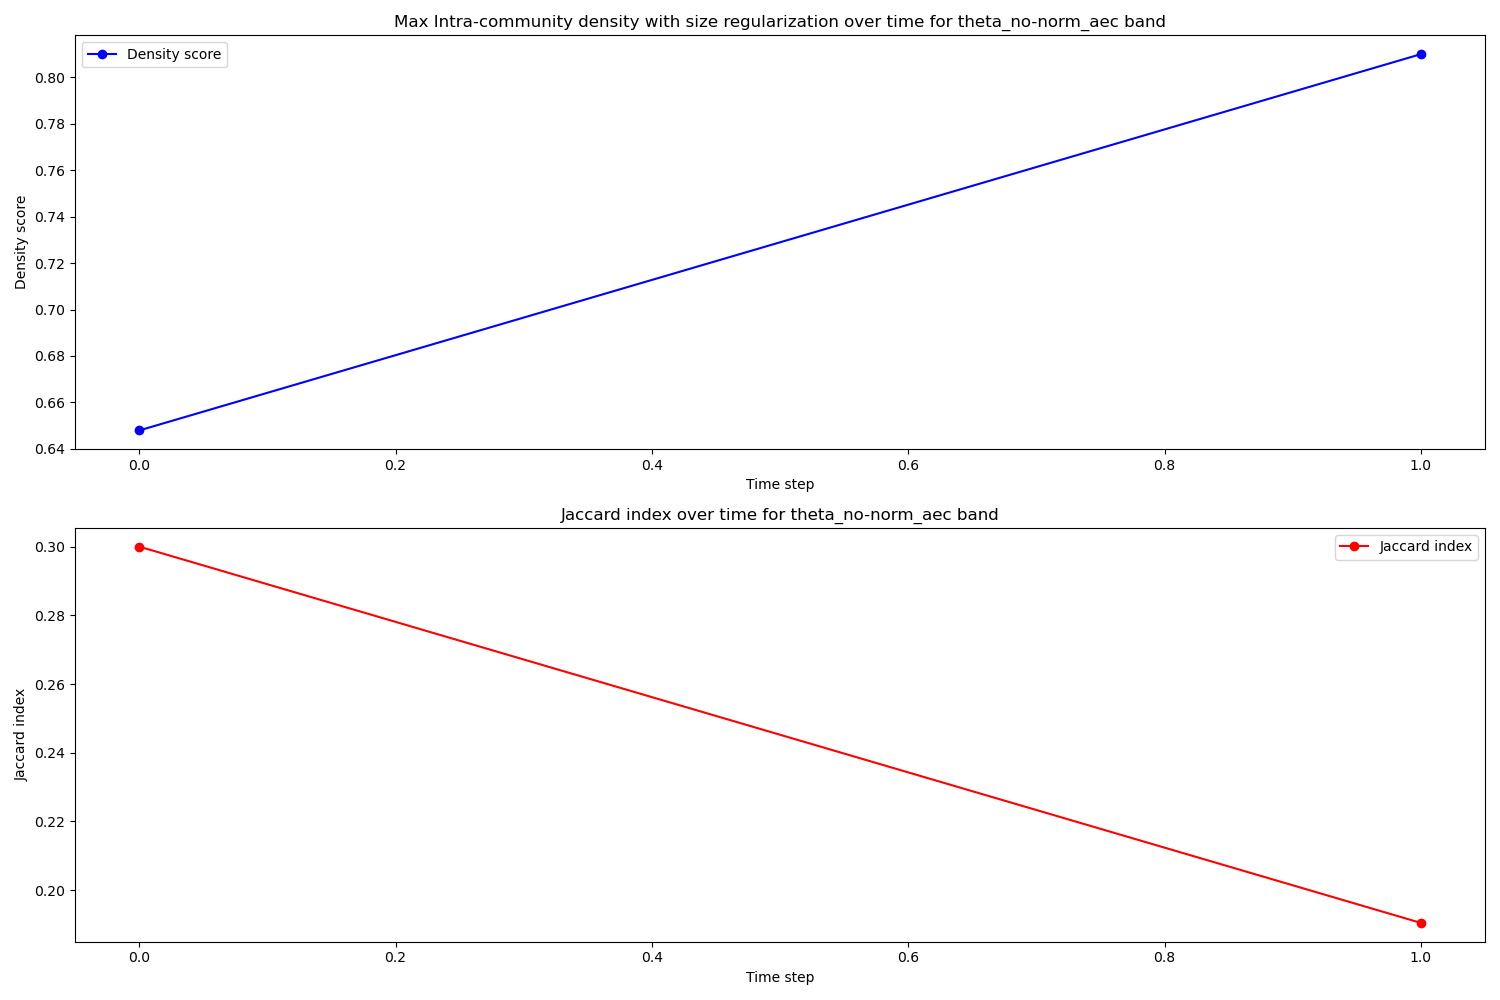 Max Intra-community density with size regularization over time for theta_no-norm_aec band
Density score
0.80
0.78
0.76
0.74
0.72
0.70
0.68
0.66
0.64
Density score
0.0 0.2 0.4 0.6 0.8 1.0
Time step
Jaccard index over time for theta_no-norm_aec band
Jaccard index
0.30
0.28
0.26
0.24
0.22
0.20
Jaccard index
0.0 0.2 0.4 0.6 0.8 1.0
Time step